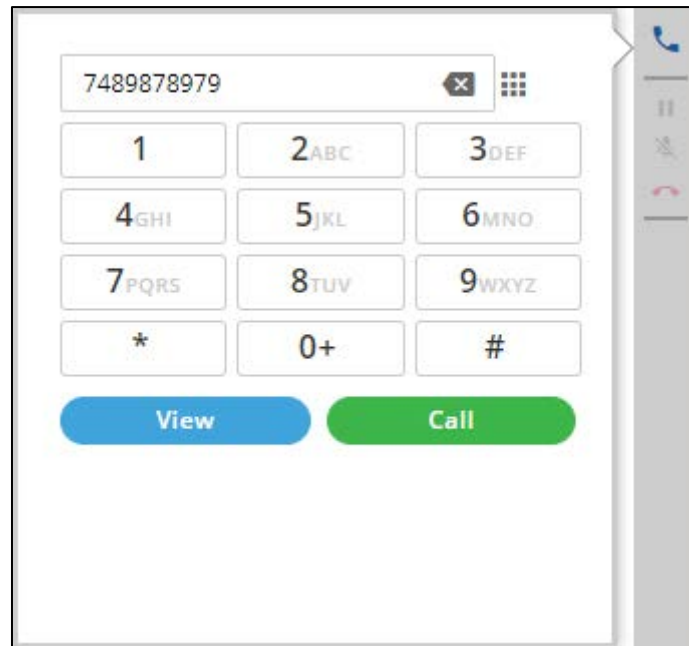 7489878979
1 2ABC 3DEF
4GHI 5JKL 6MNO
7PQRS 8TUV 9WXYZ
* 0+ #
View Call